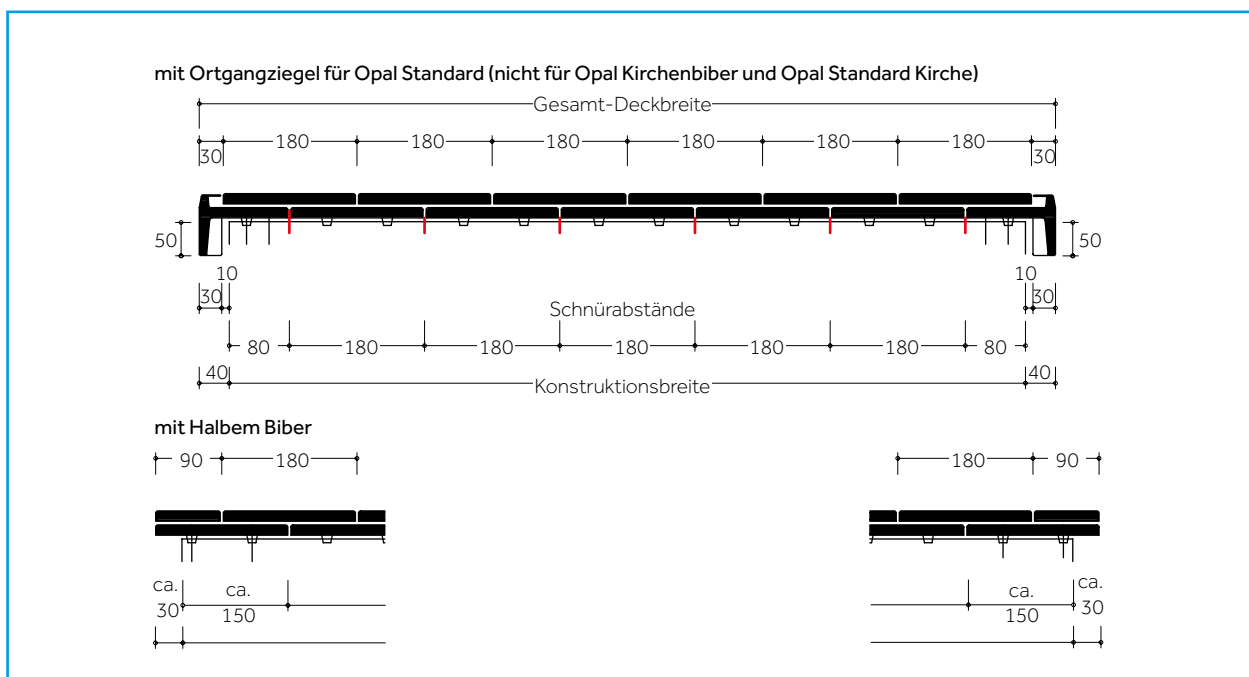 mit Ortgangziegel für Opal Standard (nicht für Opal Kirchenbiber und Opal Standard Kirche)
Gesamt-Deckbreite
30 180 180 180 180 180 180 30
50 50
10 10
30 30
Schnürabstände
80 180 180 180 180 180 80
40 Konstruktionsbreite 40
mit Halbem Biber
90 180 180 90
ca. ca. ca. ca.
30 150 150 30